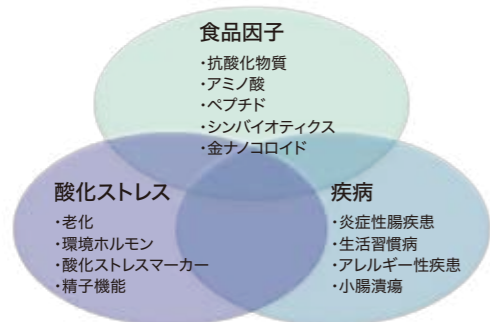 食品因子
・抗酸化物質
・アミノ酸
・ペプチド
・シンバイオティクス
・金ナノコロイド
酸化ストレス
・老化
・環境ホルモン
・酸化ストレスマーカー
・精子機能
疾病
・炎症性腸疾患
・生活習慣病
・アレルギー性疾患
・小腸潰瘍